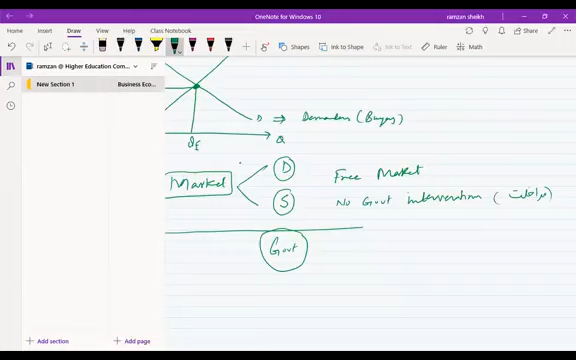 OneNote for Windows 10
ramzan sheikh
Home Insert Draw View Help Class Notebook
Share
Shapes Ink to Shape Ink to Text Ruler Math
ramzan @ Higher Education Com...
New Section 1
Business Eco...
D ⇒ Demanders (Buyers)
Q
Market
D
S
Free Market
No Govt intervention (مداخلت)
Govt
+ Add section
+ Add page